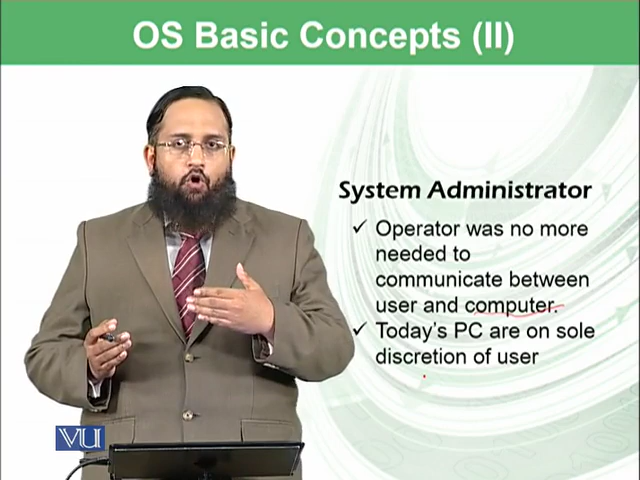 OS Basic Concepts (II)
System Administrator
✓ Operator was no more
needed to
communicate between
user and computer.
✓ Today's PC are on sole
discretion of user
VU